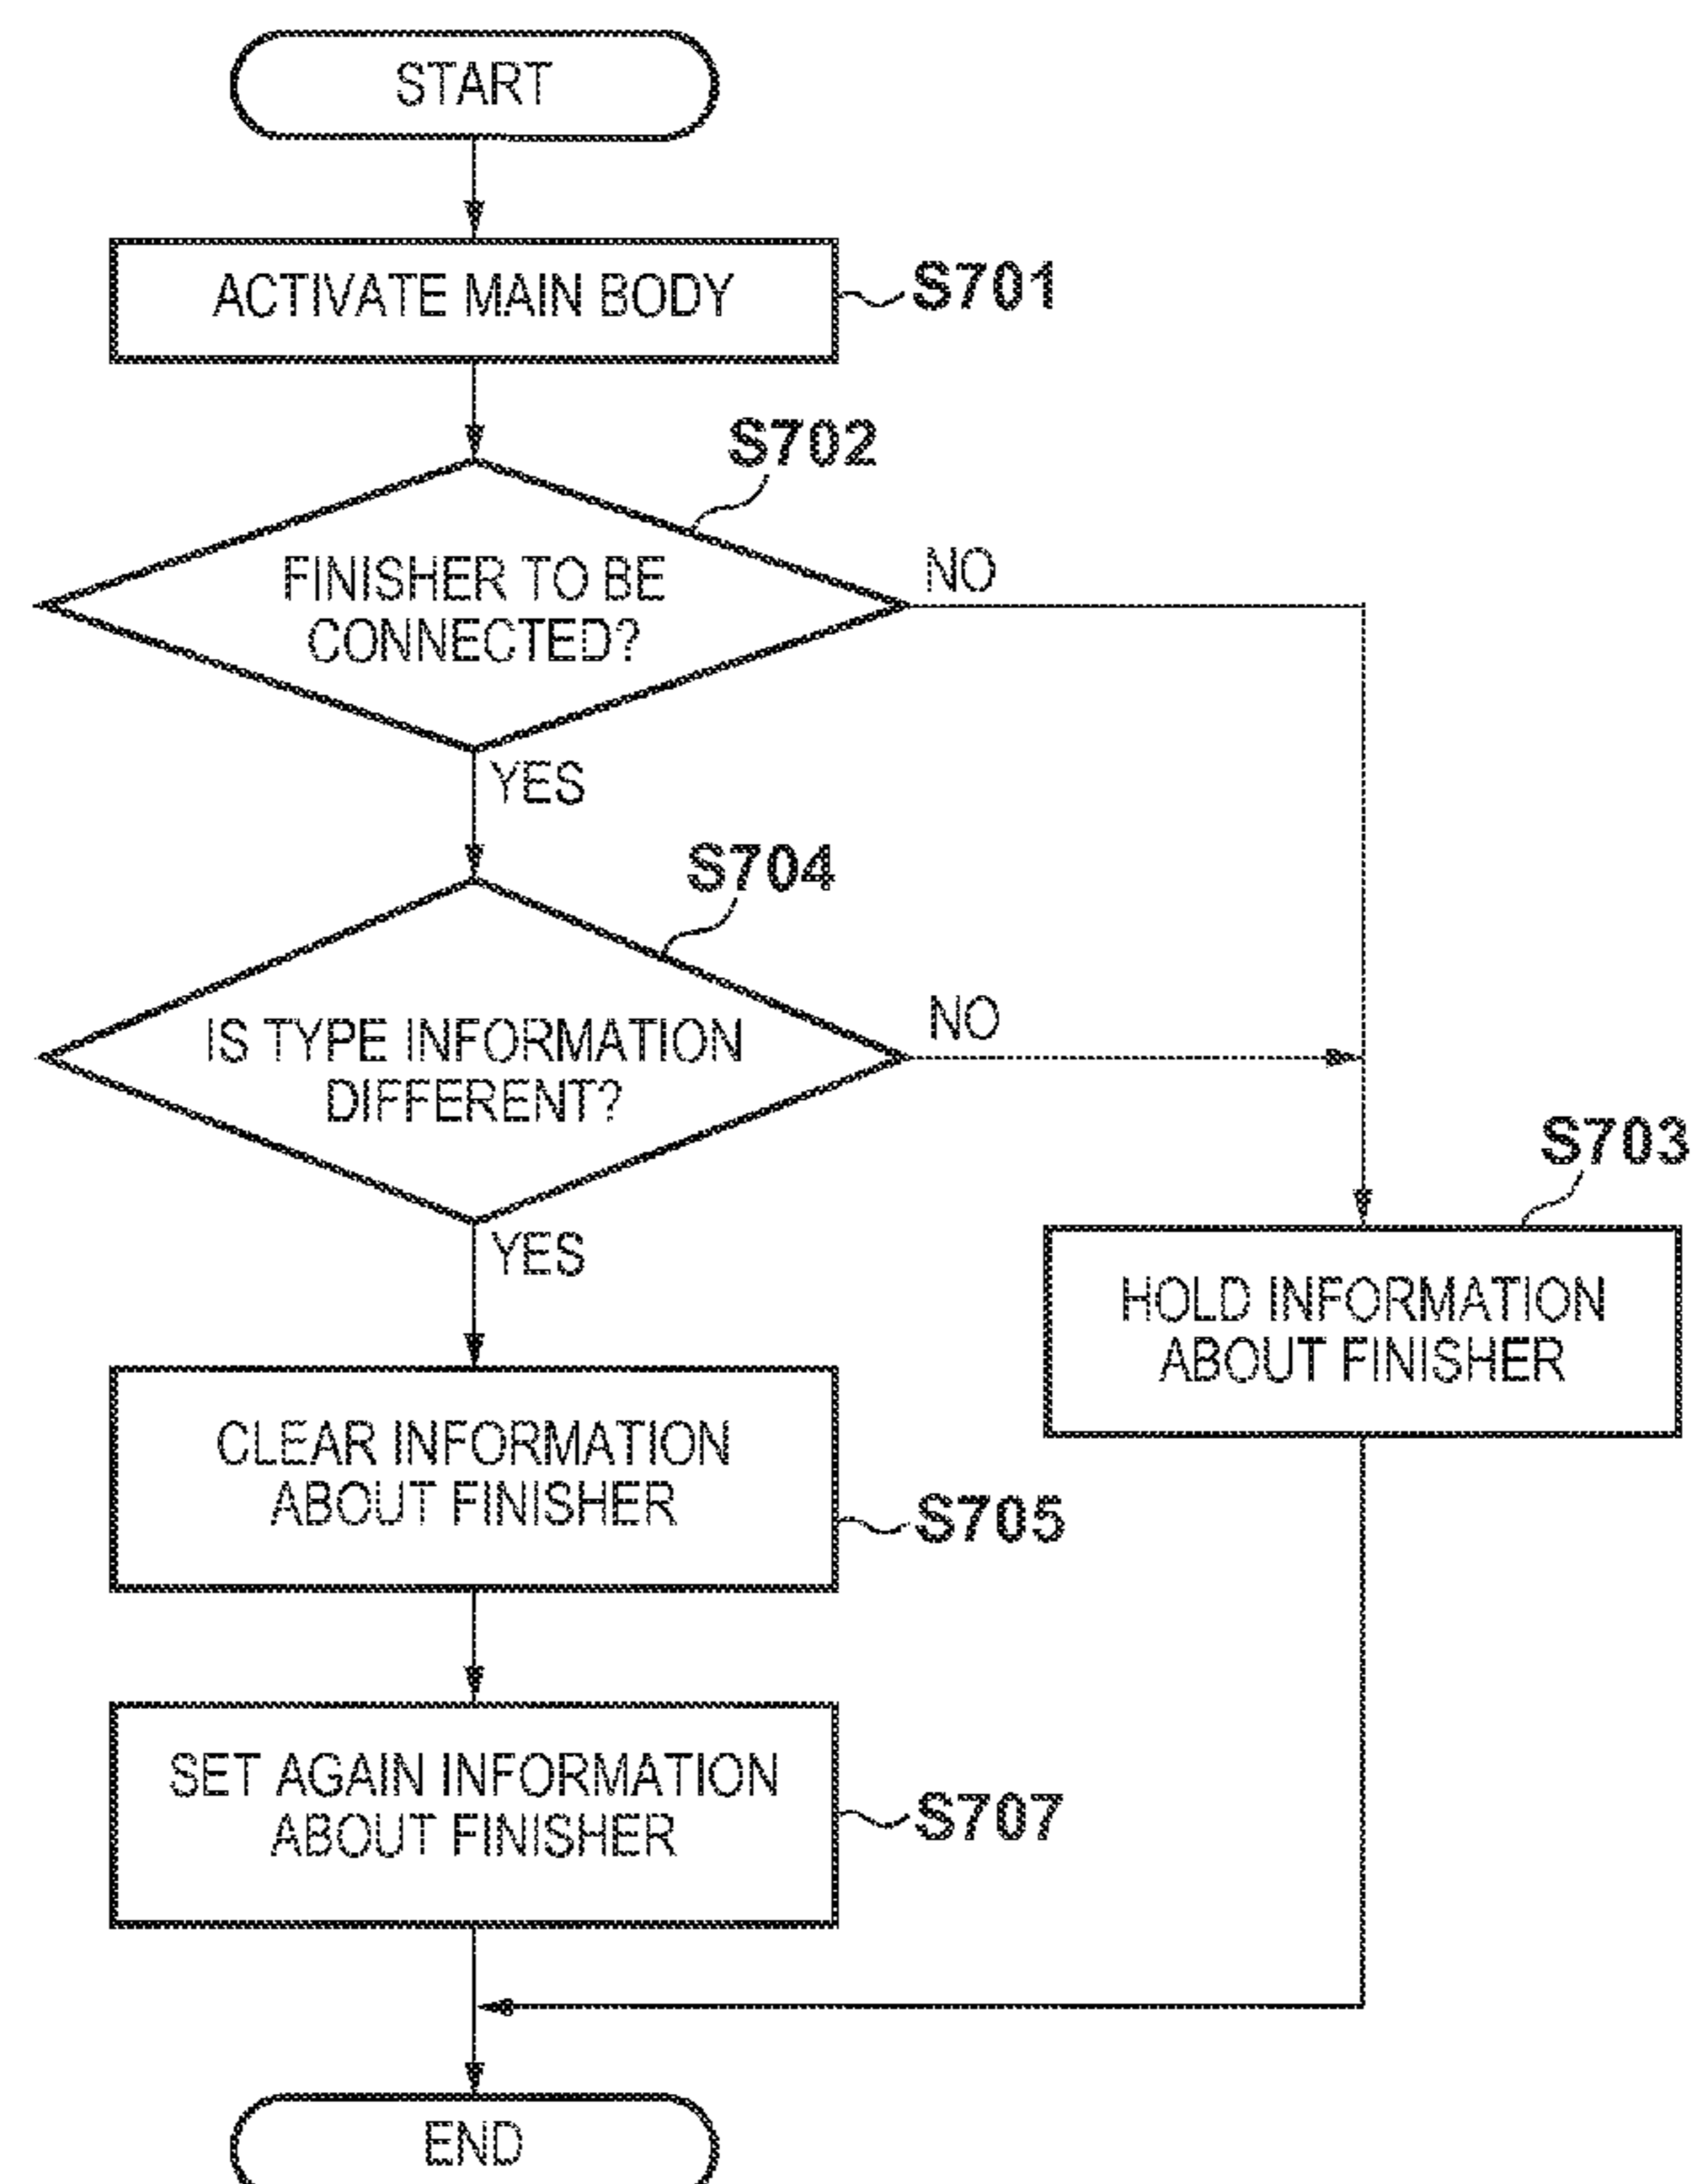 START
ACTIVATE MAIN BODY
S701
S702
FINISHER TO BE
CONNECTED?
NO
YES
S704
IS TYPE INFORMATION
DIFFERENT?
NO
YES
S703
HOLD INFORMATION
ABOUT FINISHER
CLEAR INFORMATION
ABOUT FINISHER
S705
SET AGAIN INFORMATION
ABOUT FINISHER
S707
END